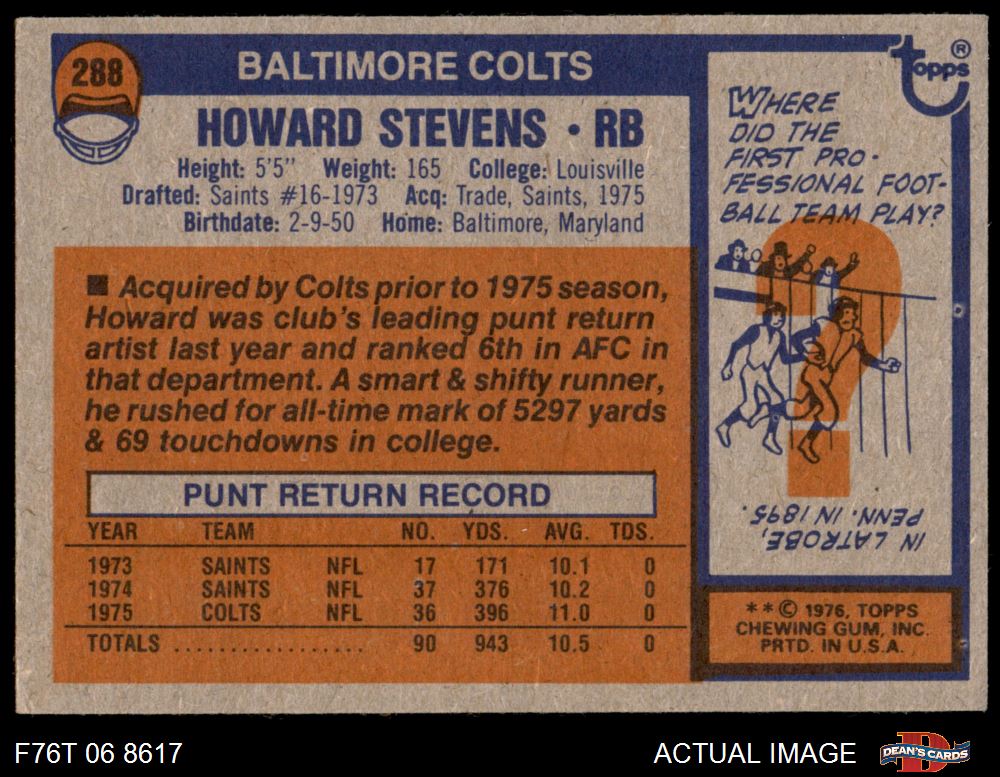 288
BALTIMORE COLTS
HOWARD STEVENS • RB
Height: 5'5" Weight: 165 College: Louisville
Drafted: Saints #16-1973 Acq: Trade, Saints, 1975
Birthdate: 2-9-50 Home: Baltimore, Maryland
■ Acquired by Colts prior to 1975 season,
Howard was club's leading punt return
artist last year and ranked 6th in AFC in
that department. A smart & shifty runner,
he rushed for all-time mark of 5297 yards
& 69 touchdowns in college.
PUNT RETURN RECORD
YEAR TEAM NO. YDS. AVG. TDS.
1973 SAINTS NFL 17 171 10.1 0
1974 SAINTS NFL 37 376 10.2 0
1975 COLTS NFL 36 396 11.0 0
TOTALS .................. 90 943 10.5 0
topps ®
WHERE
DID THE
FIRST PRO-
FESSIONAL FOOT-
BALL TEAM PLAY?
?
IN LATROBE,
PENN. IN 1895.
** © 1976, TOPPS
CHEWING GUM, INC.
PRTD. IN U.S.A.
F76T 06 8617
ACTUAL IMAGE
D
DEAN'S CARDS